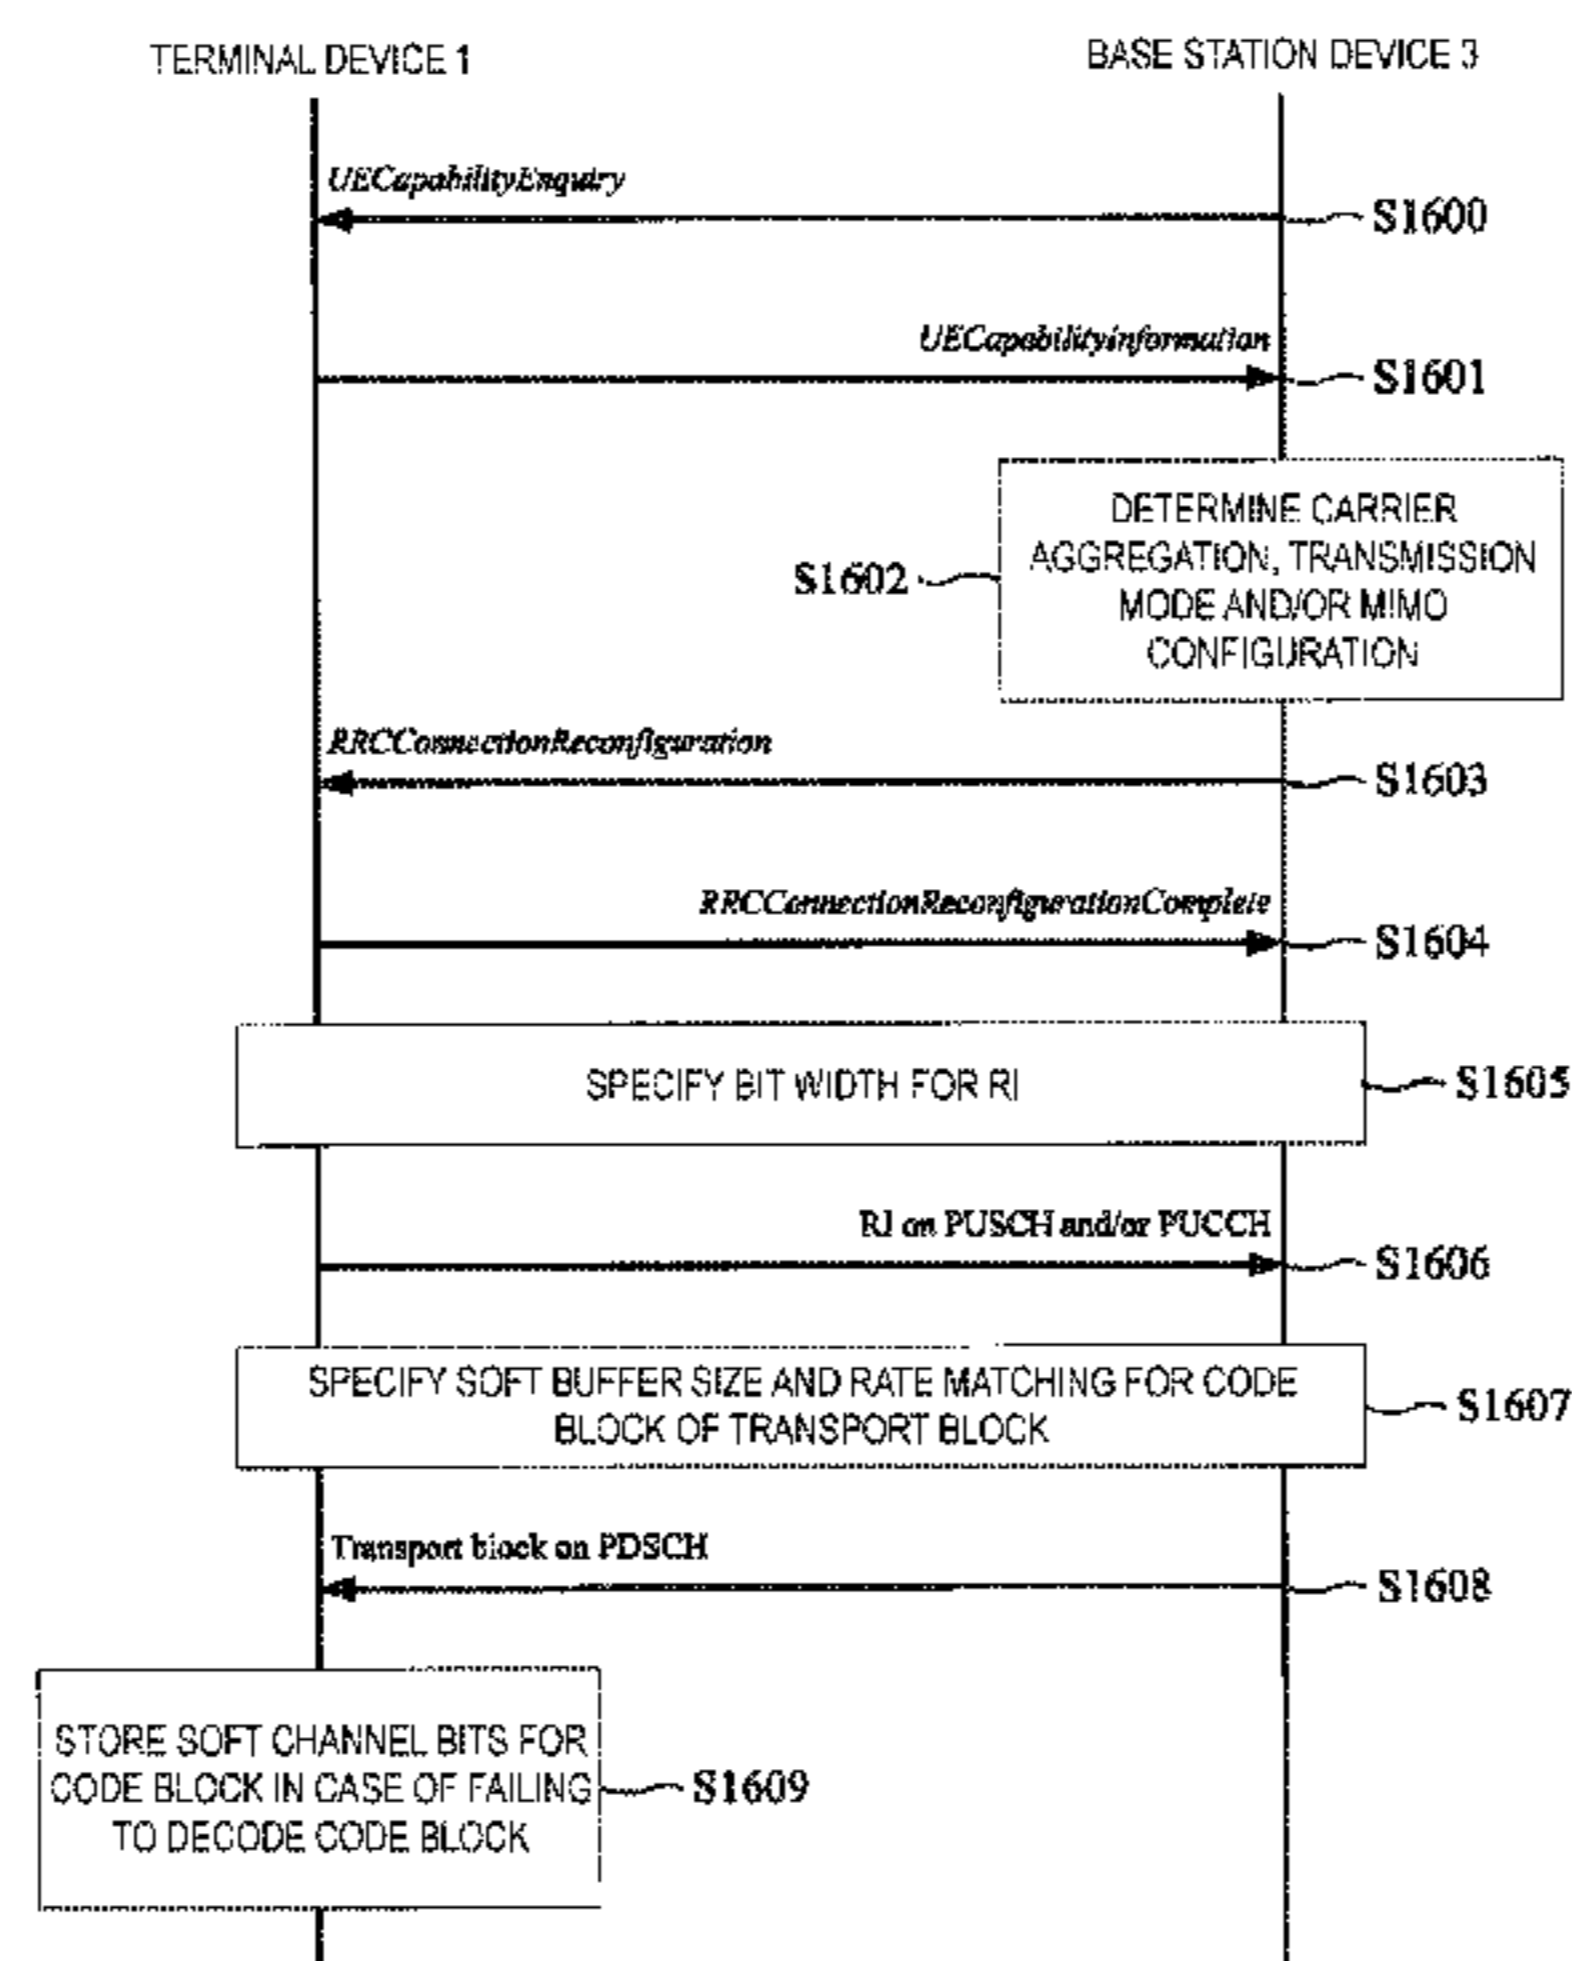 TERMINAL DEVICE 1
BASE STATION DEVICE 3
UECapabilityEnquiry
S1600
UECapabilityInformation
S1601
DETERMINE CARRIER
AGGREGATION, TRANSMISSION
MODE AND/OR MIMO
CONFIGURATION
S1602
RRCConnectionReconfiguration
S1603
RRCConnectionReconfigurationComplete
S1604
SPECIFY BIT WIDTH FOR RI
S1605
RI on PUSCH and/or PUCCH
S1606
SPECIFY SOFT BUFFER SIZE AND RATE MATCHING FOR CODE
BLOCK OF TRANSPORT BLOCK
S1607
Transport block on PDSCH
S1608
STORE SOFT CHANNEL BITS FOR
CODE BLOCK IN CASE OF FAILING
TO DECODE CODE BLOCK
S1609